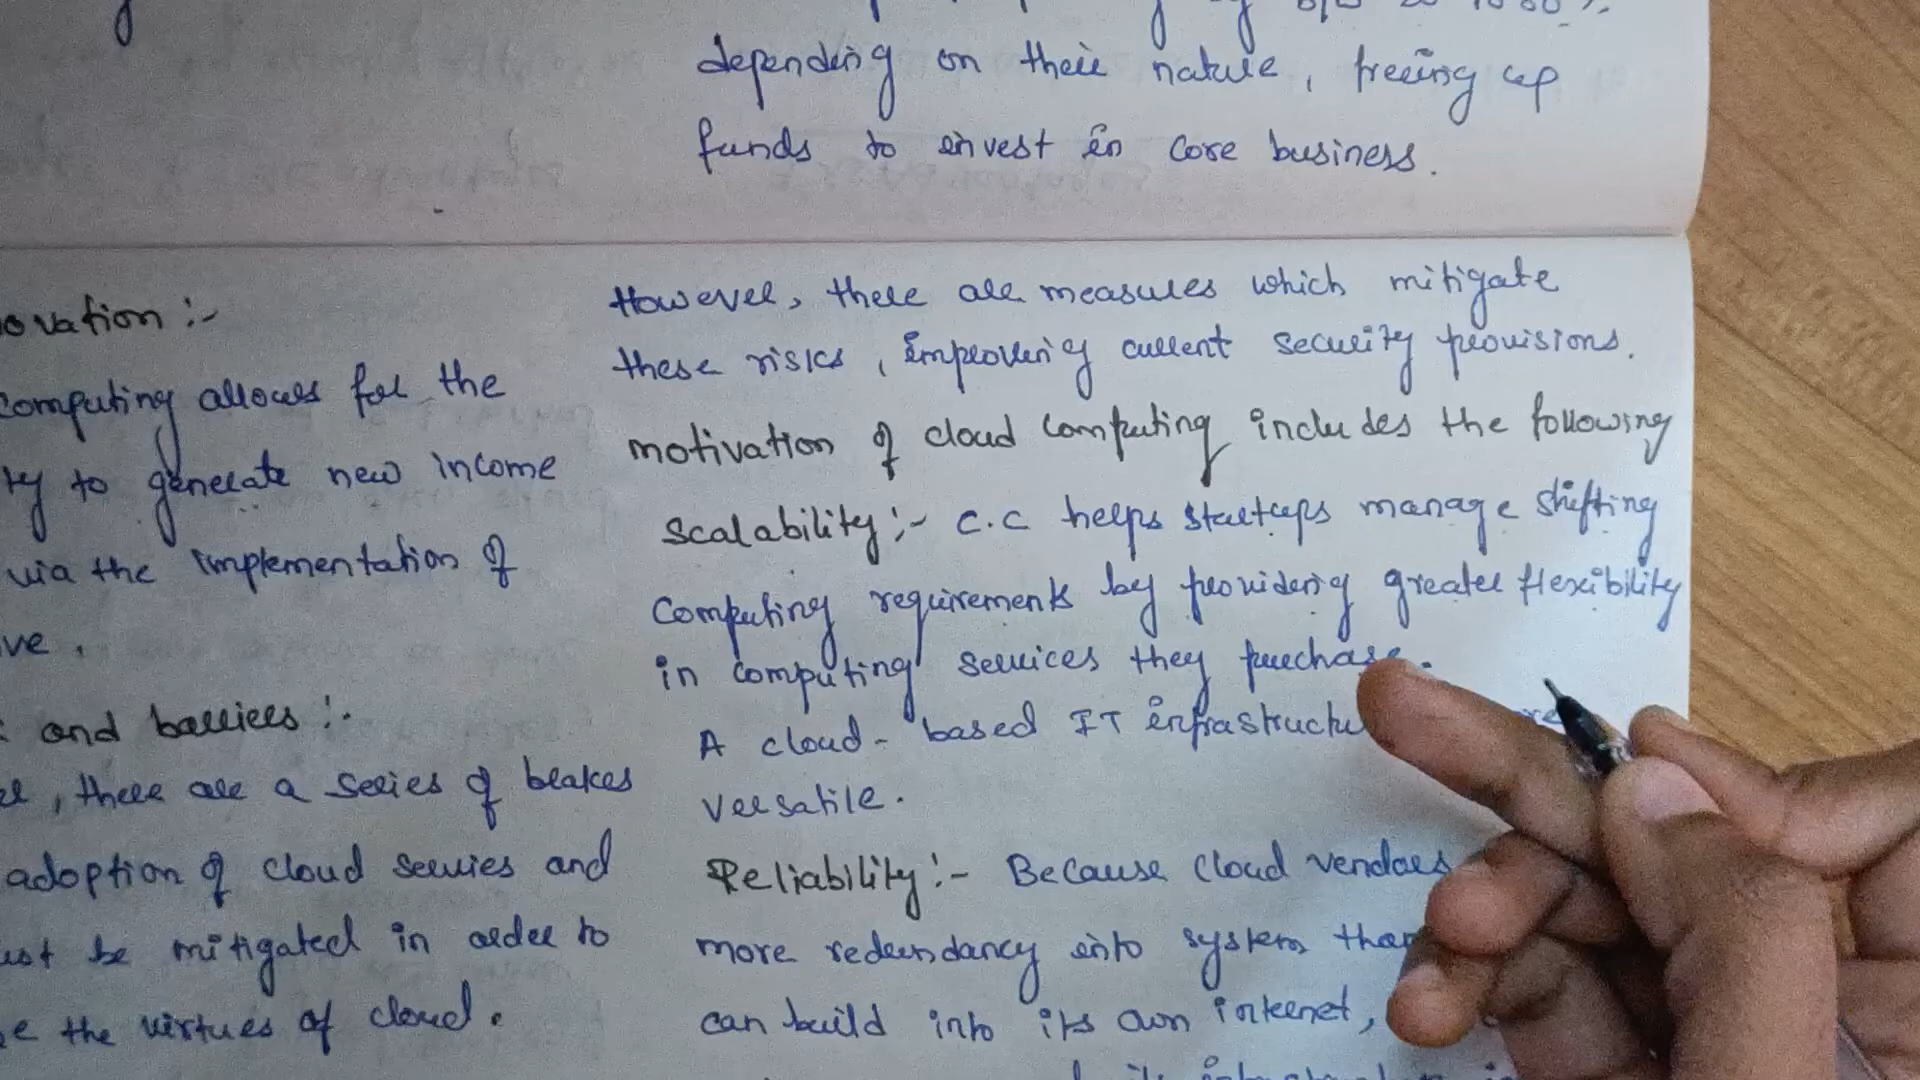 depending on their nature, freeing up
funds to invest in core business.
ovation :-
computing allows for the
ty to generate new income
via the implementation of
ve.
and barriers :-
, there are a series of brakes
adoption of cloud servies and
ust be mitigated in order to
e the virtues of cloud.
However, there are measures which mitigate
these risks, improving current security provisions.
motivation of cloud computing includes the following
Scalability :- C.C helps startups manage shifting
Computing requirements by providing greater flexibility
in computing services they purchase.
A cloud-based IT infrastructu
versatile.
Reliability :- Because cloud vendors
more redundancy into system than
can build into its own internet,